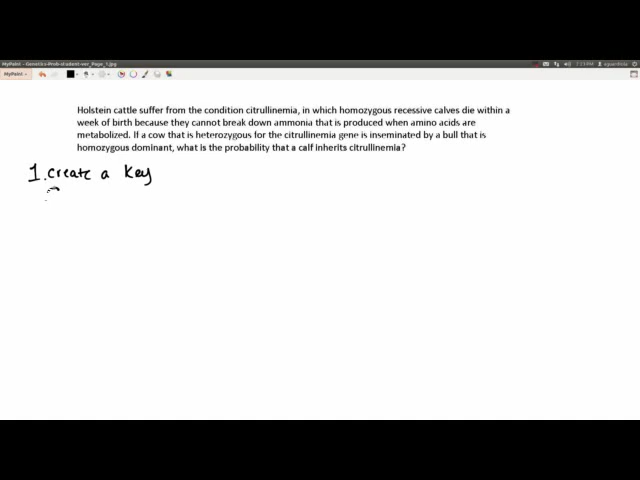 MyPaint - Genetics-Prob-student-ver_Page_1.jpg
7:13 PM
MyPaint
Holstein cattle suffer from the condition citrullinemia, in which homozygous recessive calves die within a
week of birth because they cannot break down ammonia that is produced when amino acids are
metabolized. If a cow that is heterozygous for the citrullinemia gene is inseminated by a bull that is
homozygous dominant, what is the probability that a calf inherits citrullinemia?
1. create a key